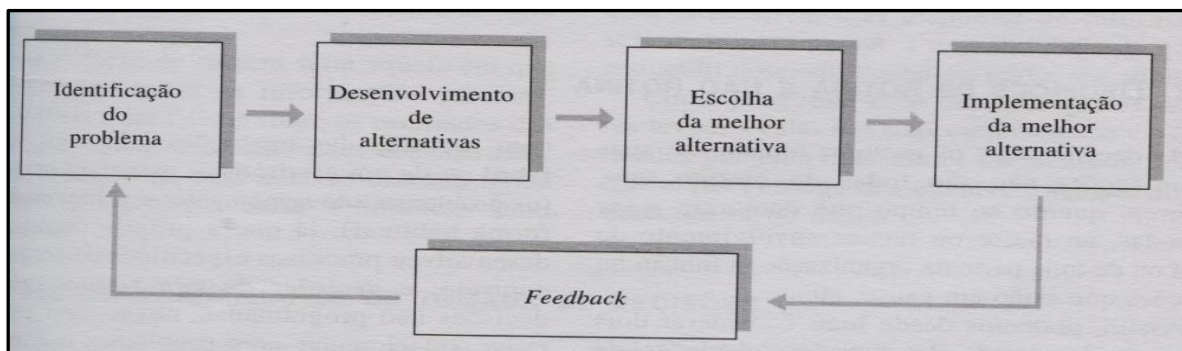 Identificação
do
problema
Desenvolvimento
de
alternativas
Escolha
da melhor
alternativa
Implementação
da melhor
alternativa
Feedback